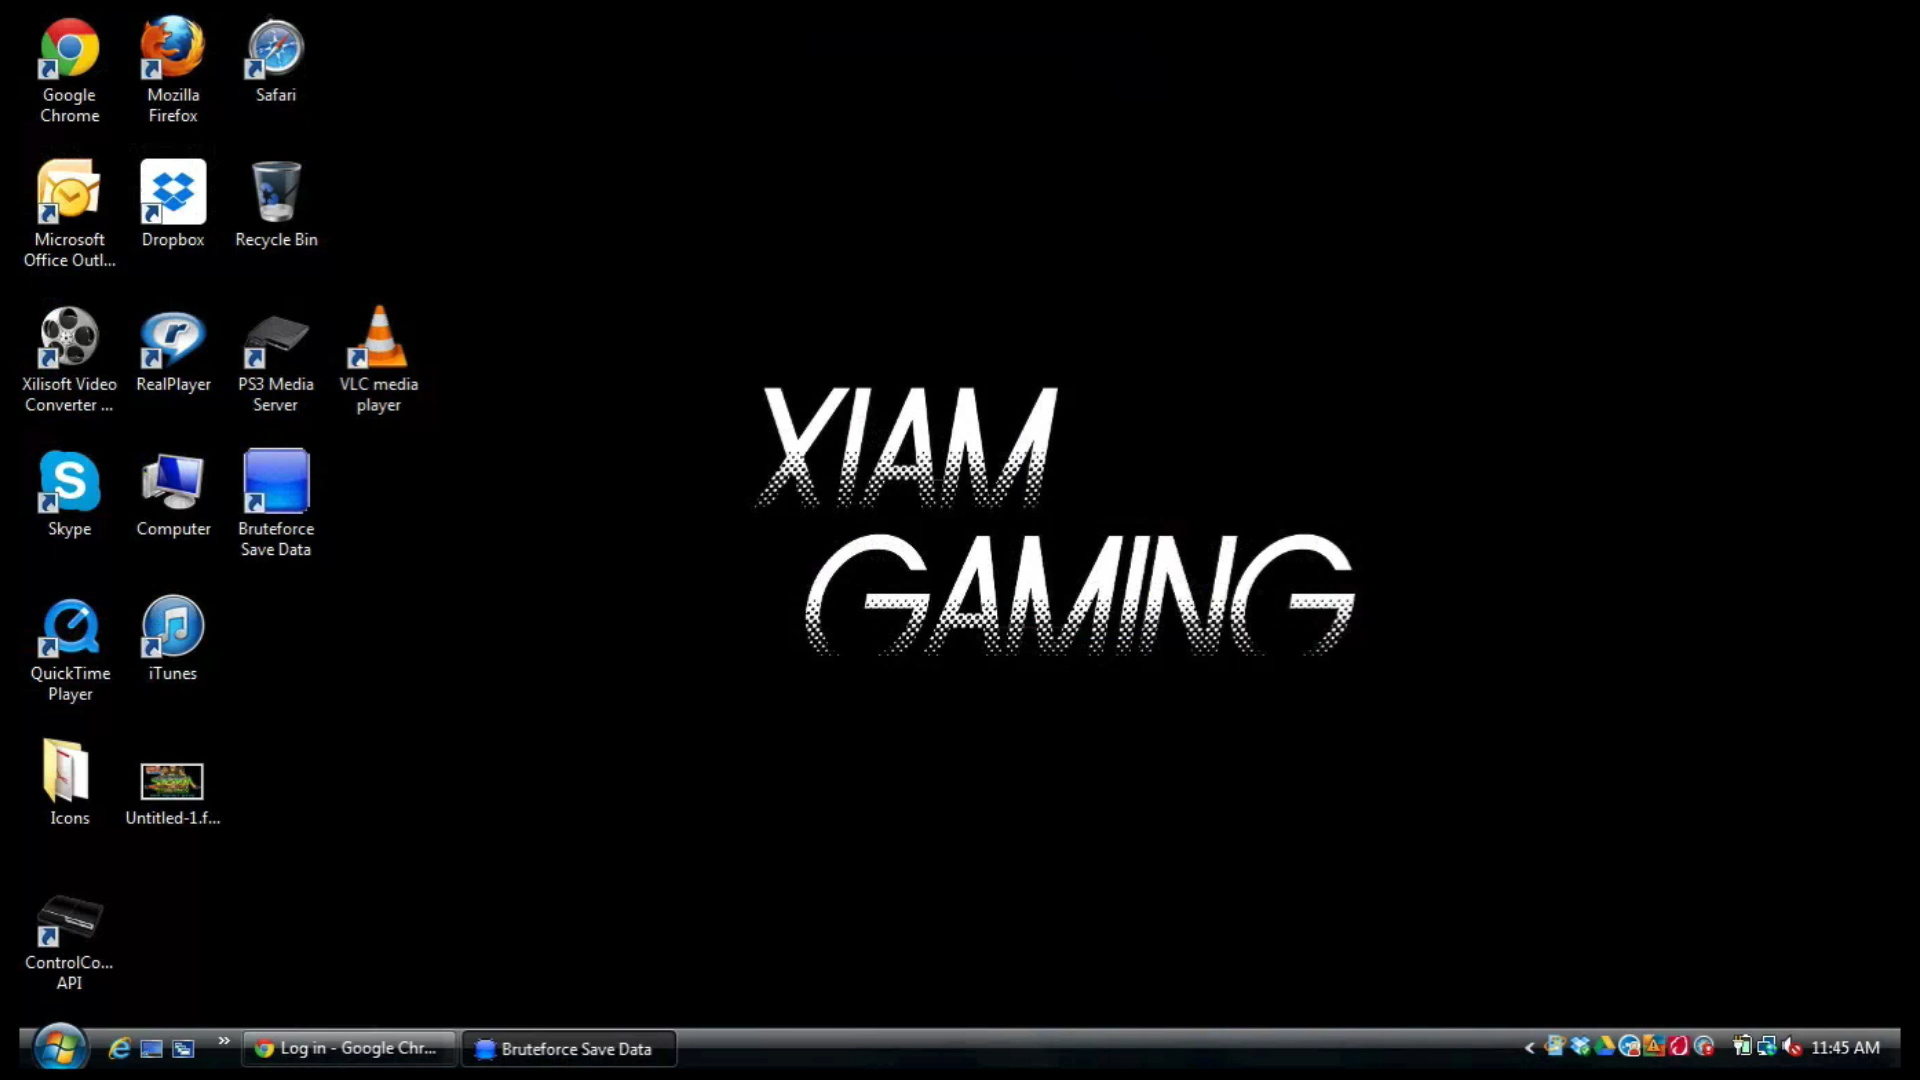 Google
Chrome
Mozilla
Firefox
Safari
Microsoft
Office Outl...
Dropbox
Recycle Bin
Xilisoft Video
Converter ...
RealPlayer
PS3 Media
Server
VLC media
player
Skype
Computer
Bruteforce
Save Data
QuickTime
Player
iTunes
Icons
Untitled-1.f...
ControlCo...
API
XIAM
GAMING
Log in - Google Chr...
Bruteforce Save Data
11:45 AM